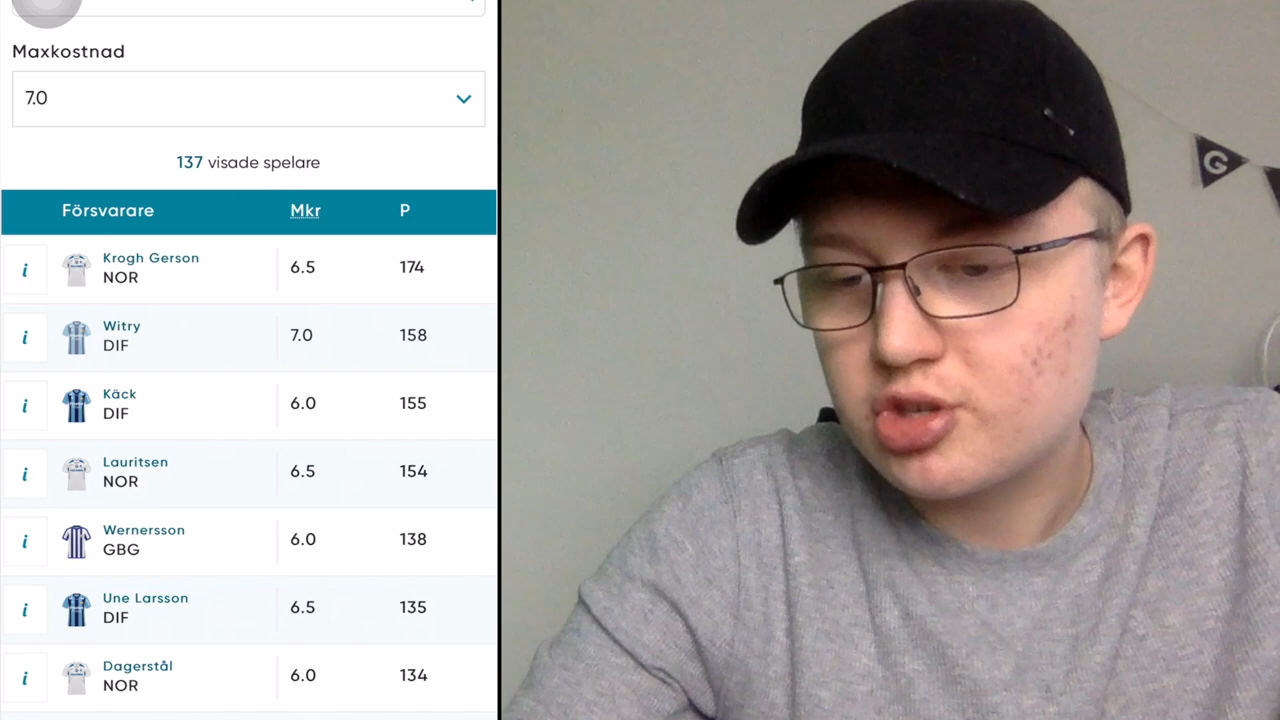 Maxkostnad
7.0
137 visade spelare
Försvarare Mkr P
i Krogh Gerson NOR 6.5 174
i Witry DIF 7.0 158
i Käck DIF 6.0 155
i Lauritsen NOR 6.5 154
i Wernersson GBG 6.0 138
i Une Larsson DIF 6.5 135
i Dagerstål NOR 6.0 134
G